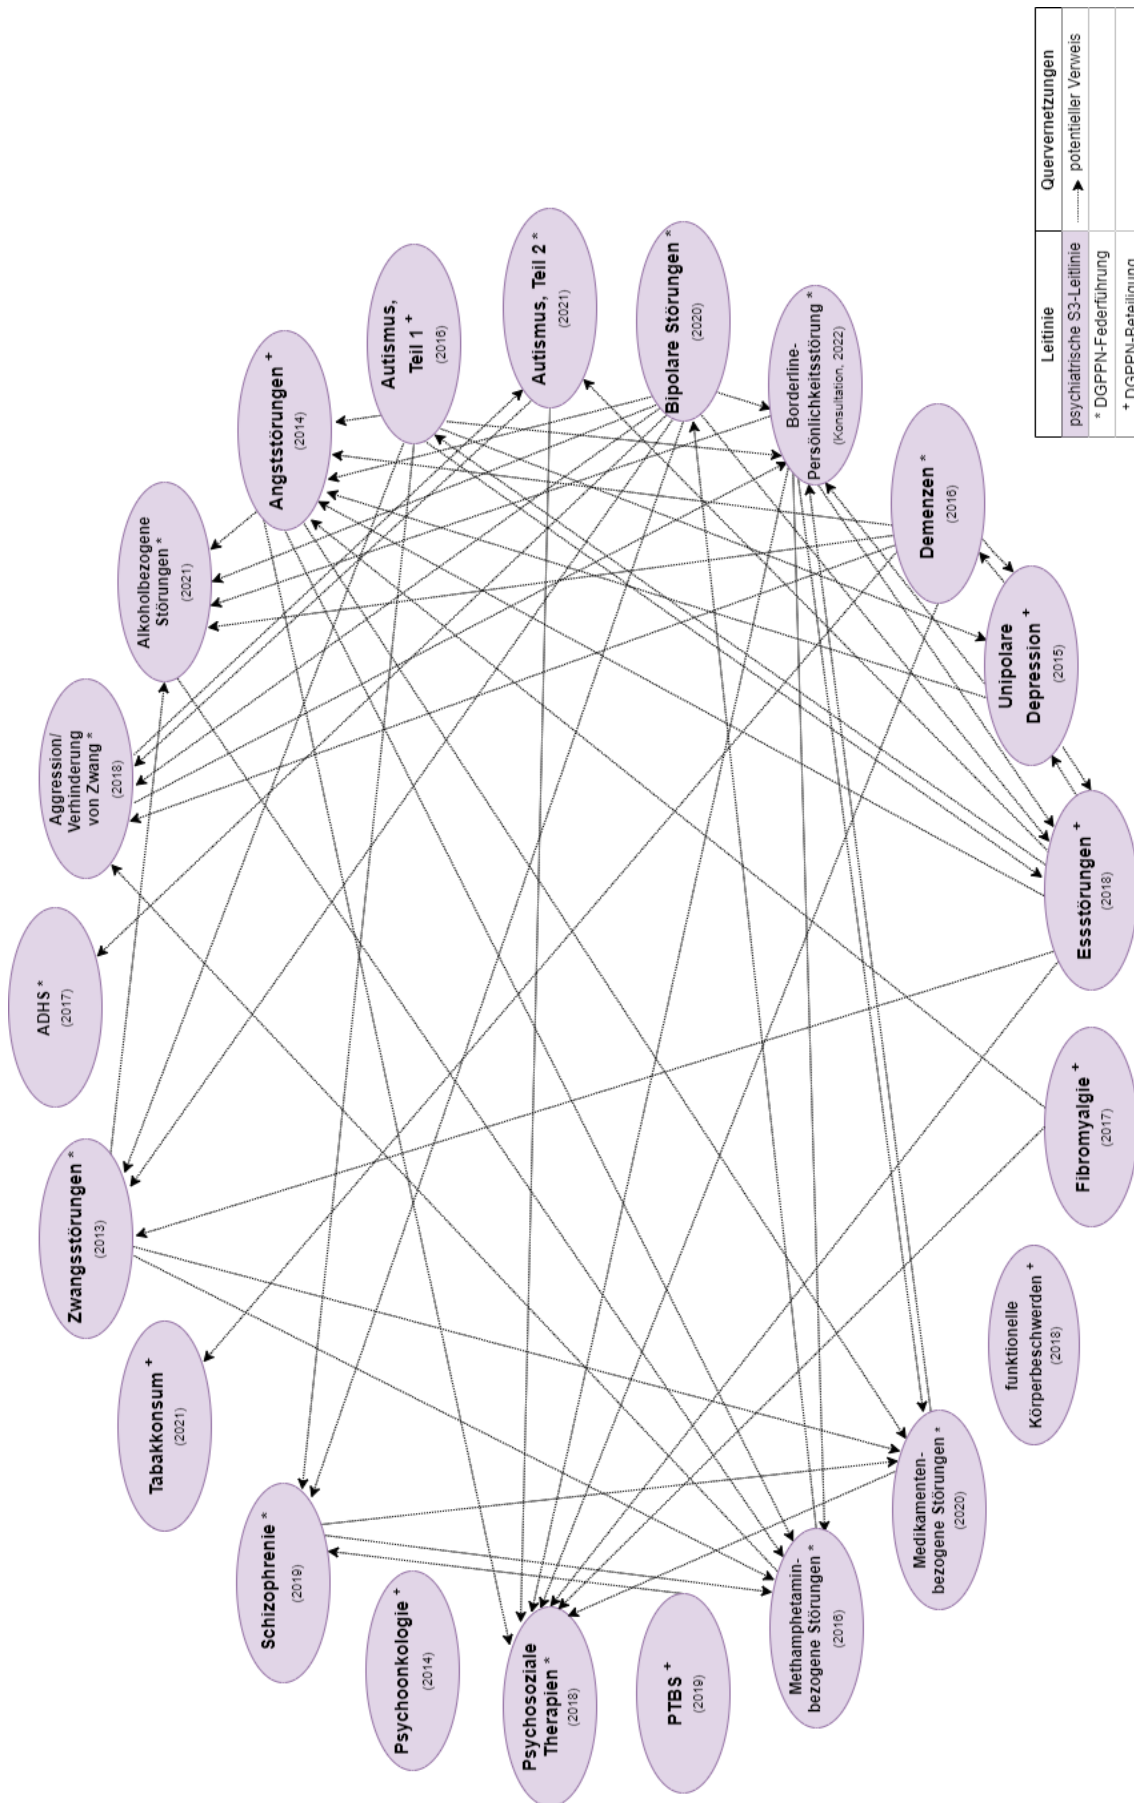 ADHS *
(2017)
Aggression/
Verhinderung
von Zwang *
(2018)
Alkoholbezogene
Störungen *
(2021)
Angststörungen +
(2014)
Autismus,
Teil 1 +
(2016)
Autismus, Teil 2 *
(2021)
Bipolare Störungen *
(2020)
Borderline-
Persönlichkeitsstörung *
(Konsultation, 2022)
Demenzen *
(2016)
Unipolare
Depression +
(2015)
Essstörungen +
(2018)
Fibromyalgie +
(2017)
funktionelle
Körperbeschwerden +
(2018)
Medikamenten-
bezogene Störungen *
(2020)
Methamphetamin-
bezogene Störungen *
(2016)
PTBS +
(2019)
Psychosoziale
Therapien *
(2018)
Psychoonkologie +
(2014)
Schizophrenie *
(2019)
Tabakkonsum +
(2021)
Zwangsstörungen *
(2013)
Leitlinie Quervernetzungen
psychiatrische S3-Leitlinie potentieller Verweis
* DGPPN-Federführung
+ DGPPN-Beteiligung